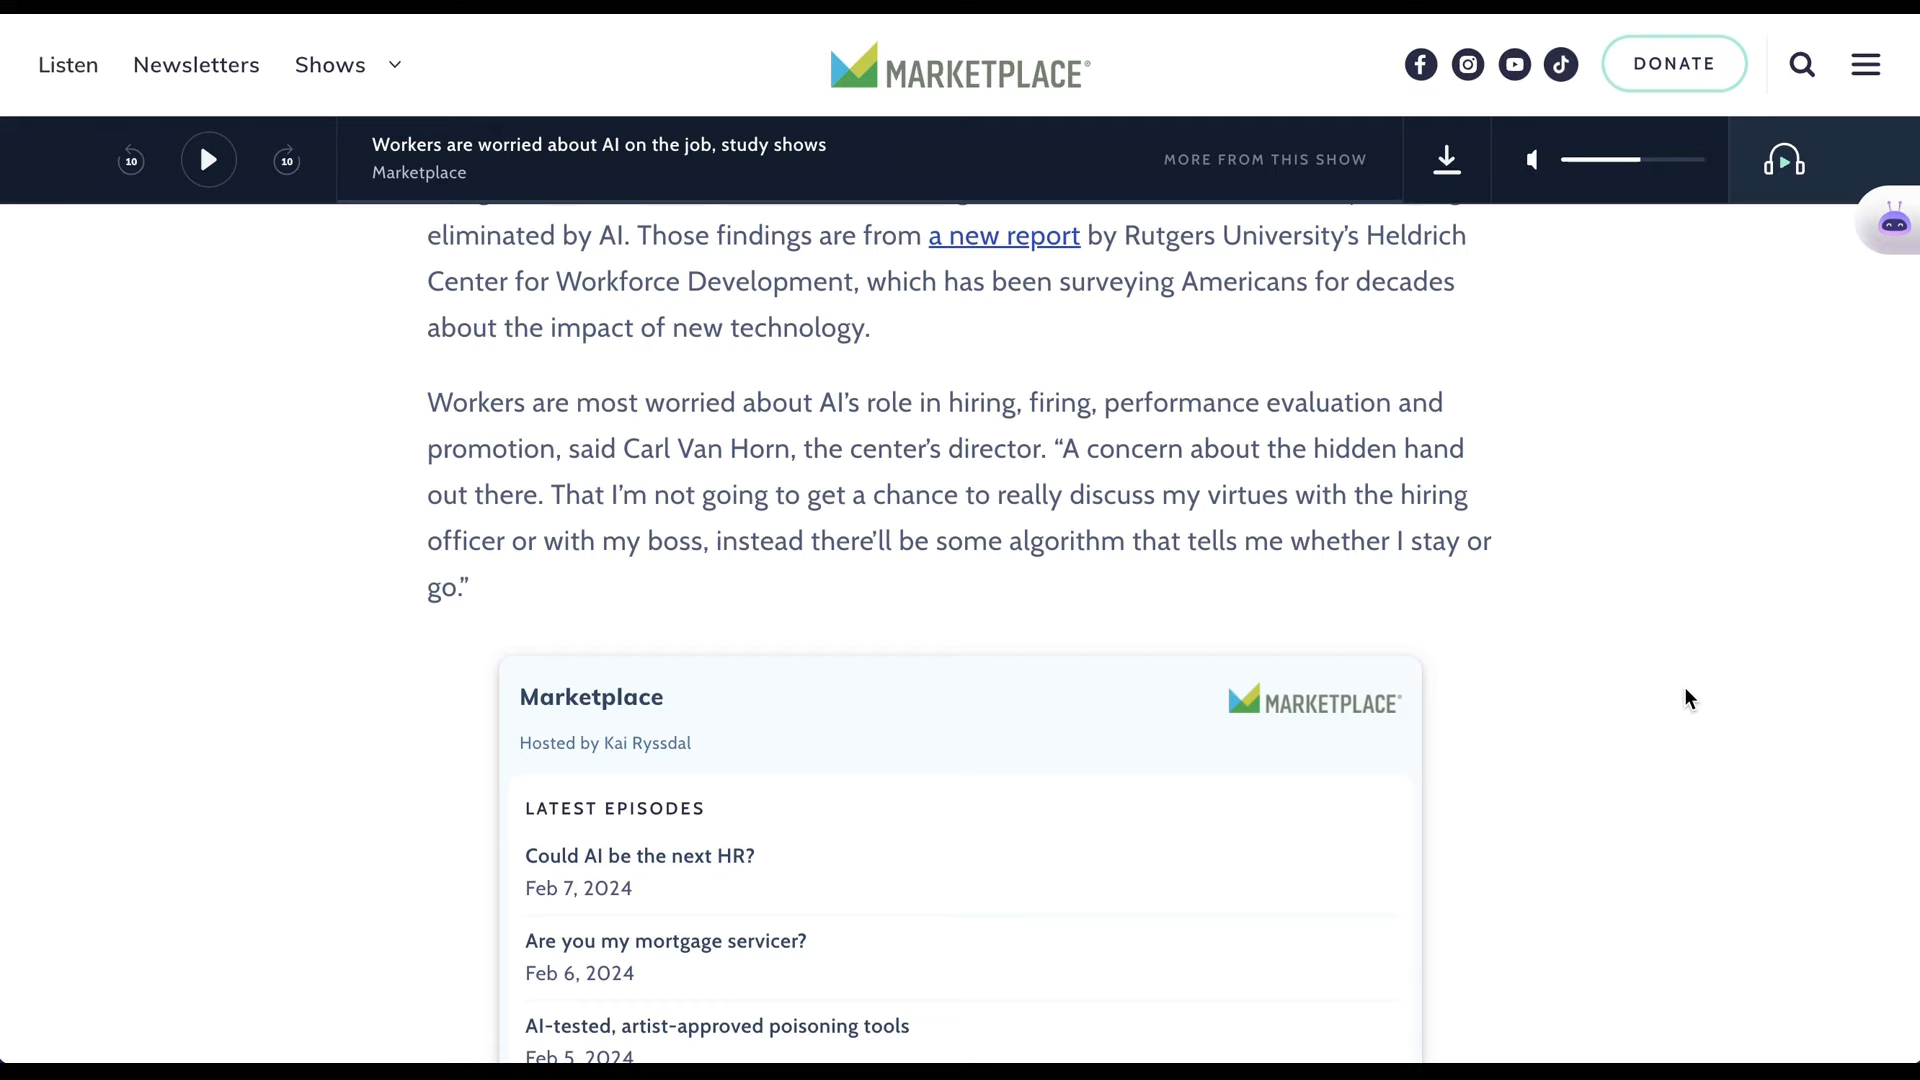 Listen
Newsletters
Shows
MARKETPLACE®
DONATE
10
10
Workers are worried about AI on the job, study shows
Marketplace
MORE FROM THIS SHOW
eliminated by AI. Those findings are from a new report by Rutgers University’s Heldrich
Center for Workforce Development, which has been surveying Americans for decades
about the impact of new technology.
Workers are most worried about AI’s role in hiring, firing, performance evaluation and
promotion, said Carl Van Horn, the center’s director. “A concern about the hidden hand
out there. That I’m not going to get a chance to really discuss my virtues with the hiring
officer or with my boss, instead there’ll be some algorithm that tells me whether I stay or
go.”
Marketplace
MARKETPLACE®
Hosted by Kai Ryssdal
LATEST EPISODES
Could AI be the next HR?
Feb 7, 2024
Are you my mortgage servicer?
Feb 6, 2024
AI-tested, artist-approved poisoning tools
Feb 5, 2024